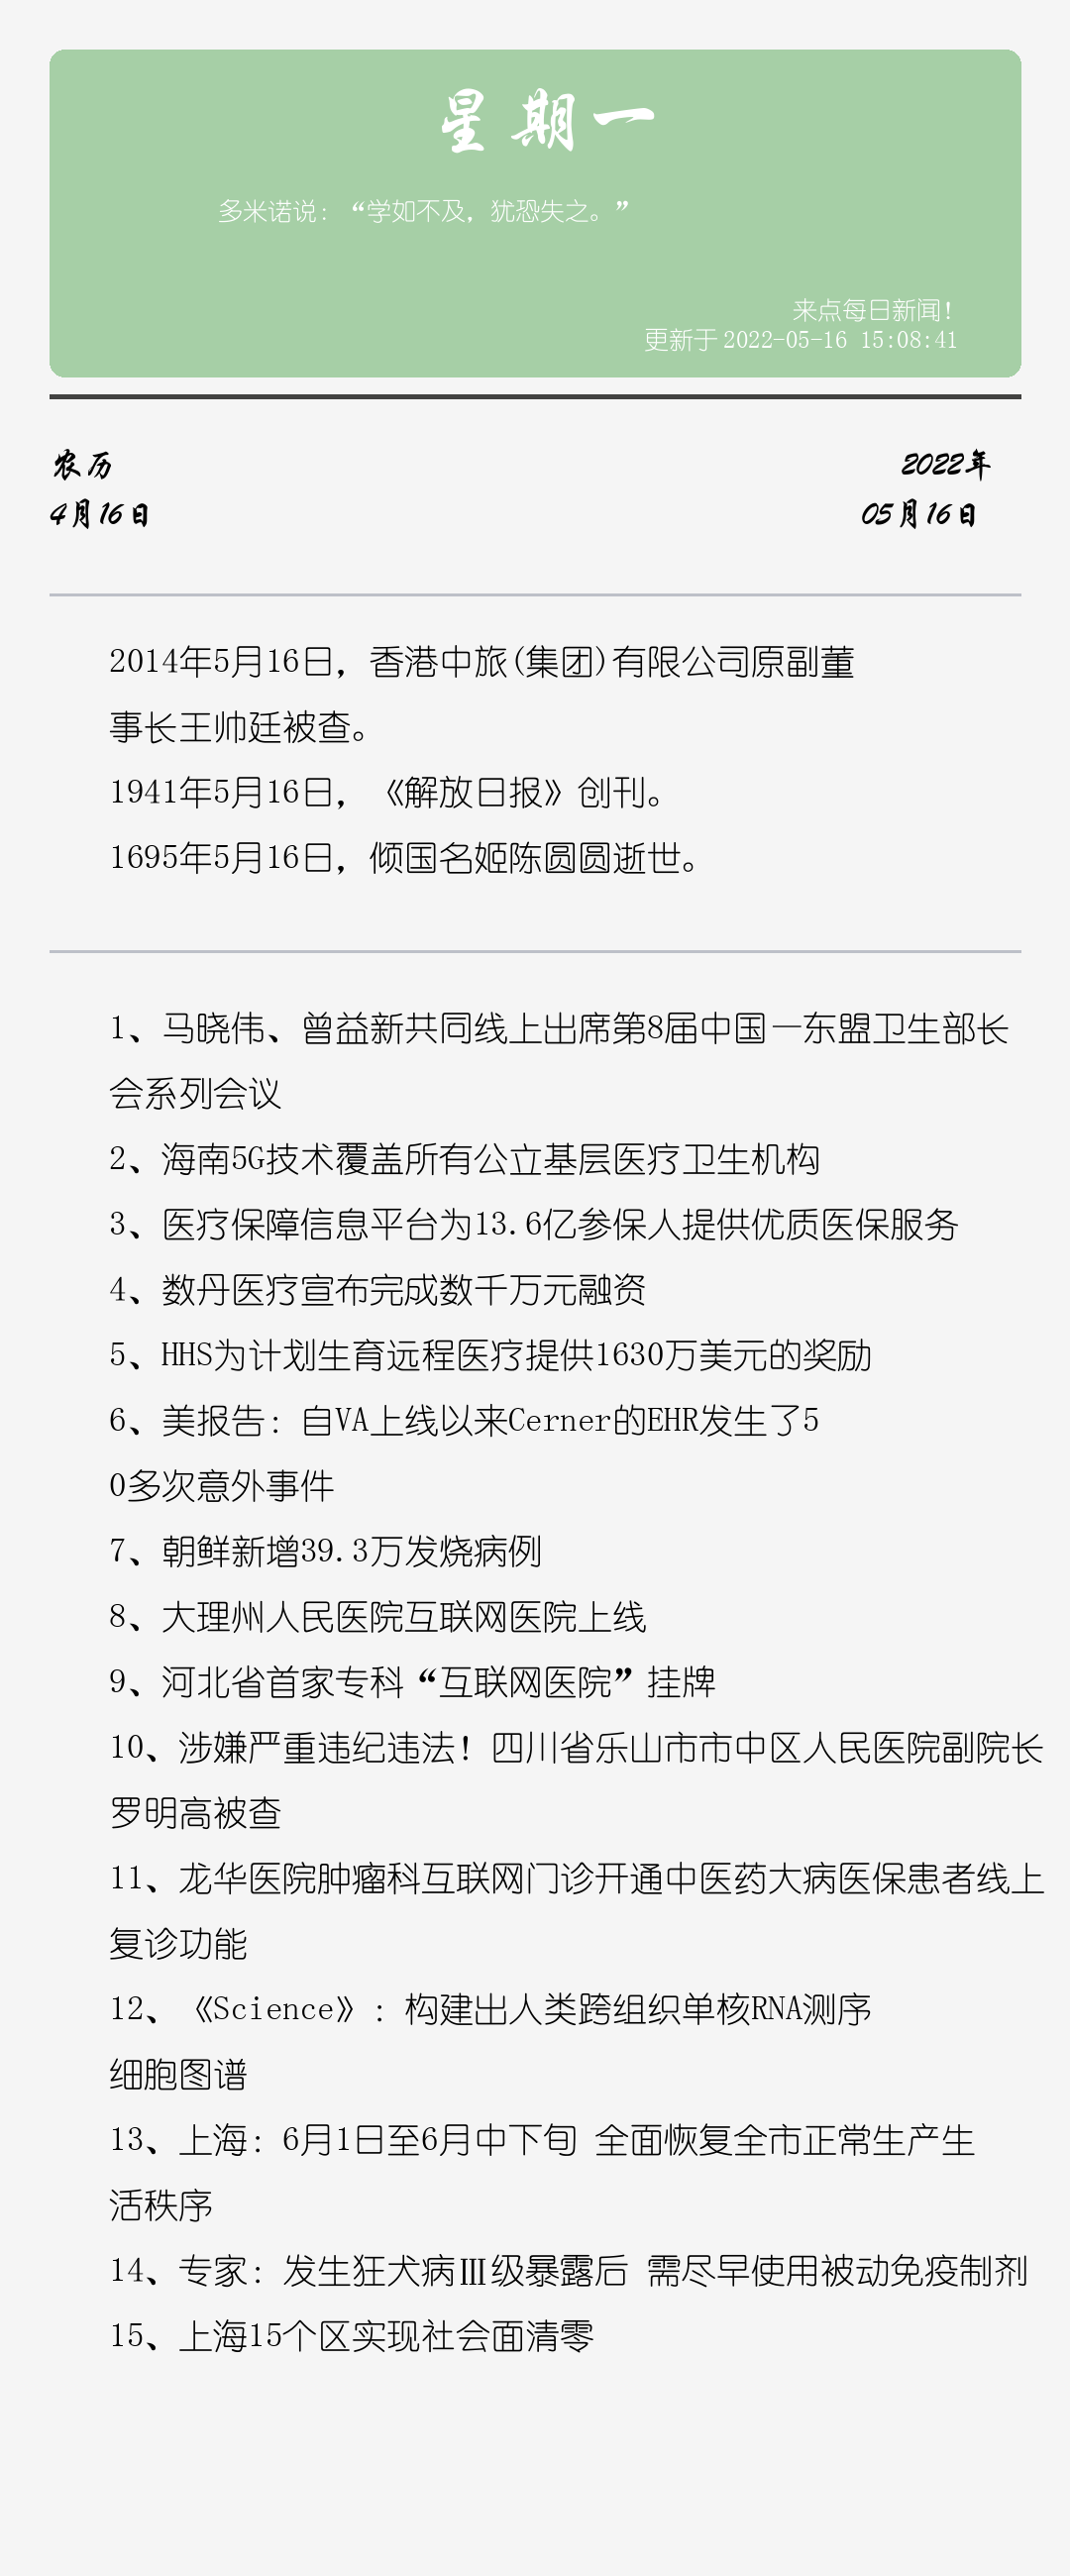 星期一
多米诺说：“学如不及，犹恐失之。”
来点每日新闻！
更新于 2022-05-16 15:08:41
农历
2022年
4月16日
05月16日
2014年5月16日，香港中旅(集团)有限公司原副董
事长王帅廷被查。
1941年5月16日，《解放日报》创刊。
1695年5月16日，倾国名姬陈圆圆逝世。
1、马晓伟、曾益新共同线上出席第8届中国—东盟卫生部长
会系列会议
2、海南5G技术覆盖所有公立基层医疗卫生机构
3、医疗保障信息平台为13.6亿参保人提供优质医保服务
4、数丹医疗宣布完成数千万元融资
5、HHS为计划生育远程医疗提供1630万美元的奖励
6、美报告：自VA上线以来Cerner的EHR发生了5
0多次意外事件
7、朝鲜新增39.3万发烧病例
8、大理州人民医院互联网医院上线
9、河北省首家专科“互联网医院”挂牌
10、涉嫌严重违纪违法！四川省乐山市市中区人民医院副院长
罗明高被查
11、龙华医院肿瘤科互联网门诊开通中医药大病医保患者线上
复诊功能
12、《Science》：构建出人类跨组织单核RNA测序
细胞图谱
13、上海：6月1日至6月中下旬 全面恢复全市正常生产生
活秩序
14、专家：发生狂犬病Ⅲ级暴露后 需尽早使用被动免疫制剂
15、上海15个区实现社会面清零